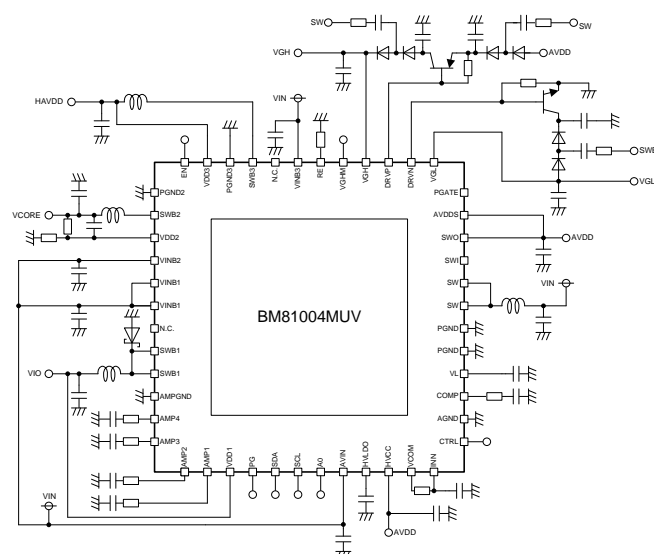 SW
SW
VGH
AVDD
HAVDD
VIN
EN
VDD3
PGND3
SWB3
N.C.
VINB3
RE
VGHM
VGH
DRVP
DRVN
VGL
SWB
VGL
PGND2
SWB2
VDD2
VINB2
VINB1
VINB1
N.C.
SWB1
SWB1
AMPGND
AMP4
AMP3
VCORE
VIO
BM81004MUV
PGATE
AVDDS
SWO
SWI
SW
SW
PGND
PGND
VL
COMP
AGND
CTRL
AVDD
VIN
AMP2
AMP1
VDD1
PG
SDA
SCL
A0
AVIN
HVLDO
HVCC
VCOM
INN
VIN
AVDD